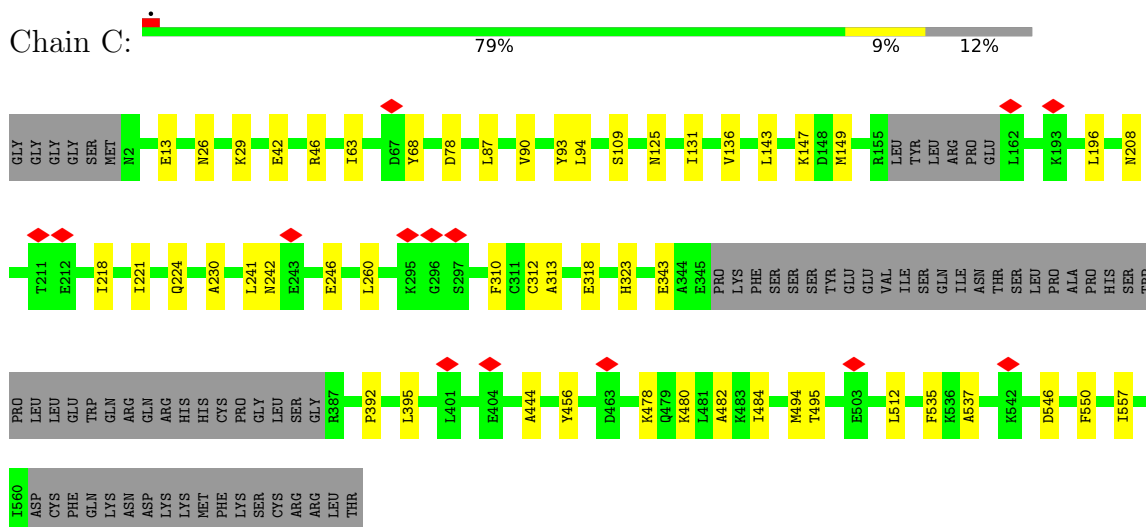 Chain C:
79% 9% 12%
GLY GLY GLY GLY SER MET N2 E13 N26 K29 E42 R46 I63 D67 Y68 D78 L87 V90 Y93 L94 S109 N125 I131 V136 L143 K147 D148 M149 R155 LEU TYR LEU ARG PRO GLU L162 K193 L196 N208
T211 E212 I218 I221 Q224 A230 L241 N242 E243 E246 L260 K295 G296 S297 F310 C311 C312 A313 E318 H323 E343 A344 E345 PRO LYS PHE SER SER SER TYR GLU GLU VAL ILE SER GLN ILE ASN THR SER LEU PRO ALA PRO HIS SER TRP
PRO LEU LEU GLU TRP GLN ARG GLN ARG HIS HIS CYS PRO GLY LEU SER GLY R387 P392 L395 L401 E404 A444 Y456 D463 K478 Q479 K480 L481 A482 K483 I484 M494 T495 E503 L512 F535 K536 A537 K542 D546 F550 I557
I560 ASP CYS PHE GLN LYS ASN ASP LYS LYS MET PHE LYS SER CYS ARG ARG LEU THR